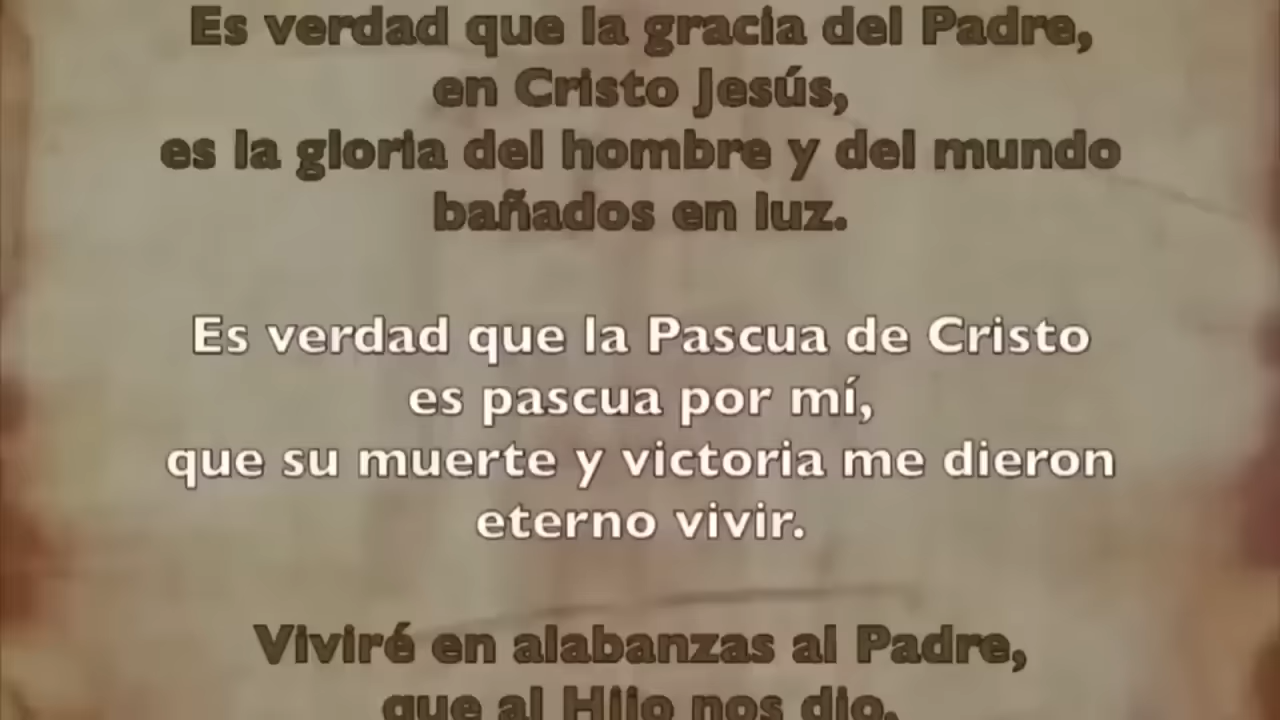 Es verdad que la gracia del Padre,
en Cristo Jesús,
es la gloria del hombre y del mundo
bañados en luz.
Es verdad que la Pascua de Cristo
es pascua por mí,
que su muerte y victoria me dieron
eterno vivir.
Viviré en alabanzas al Padre,
que al Hijo nos dio,